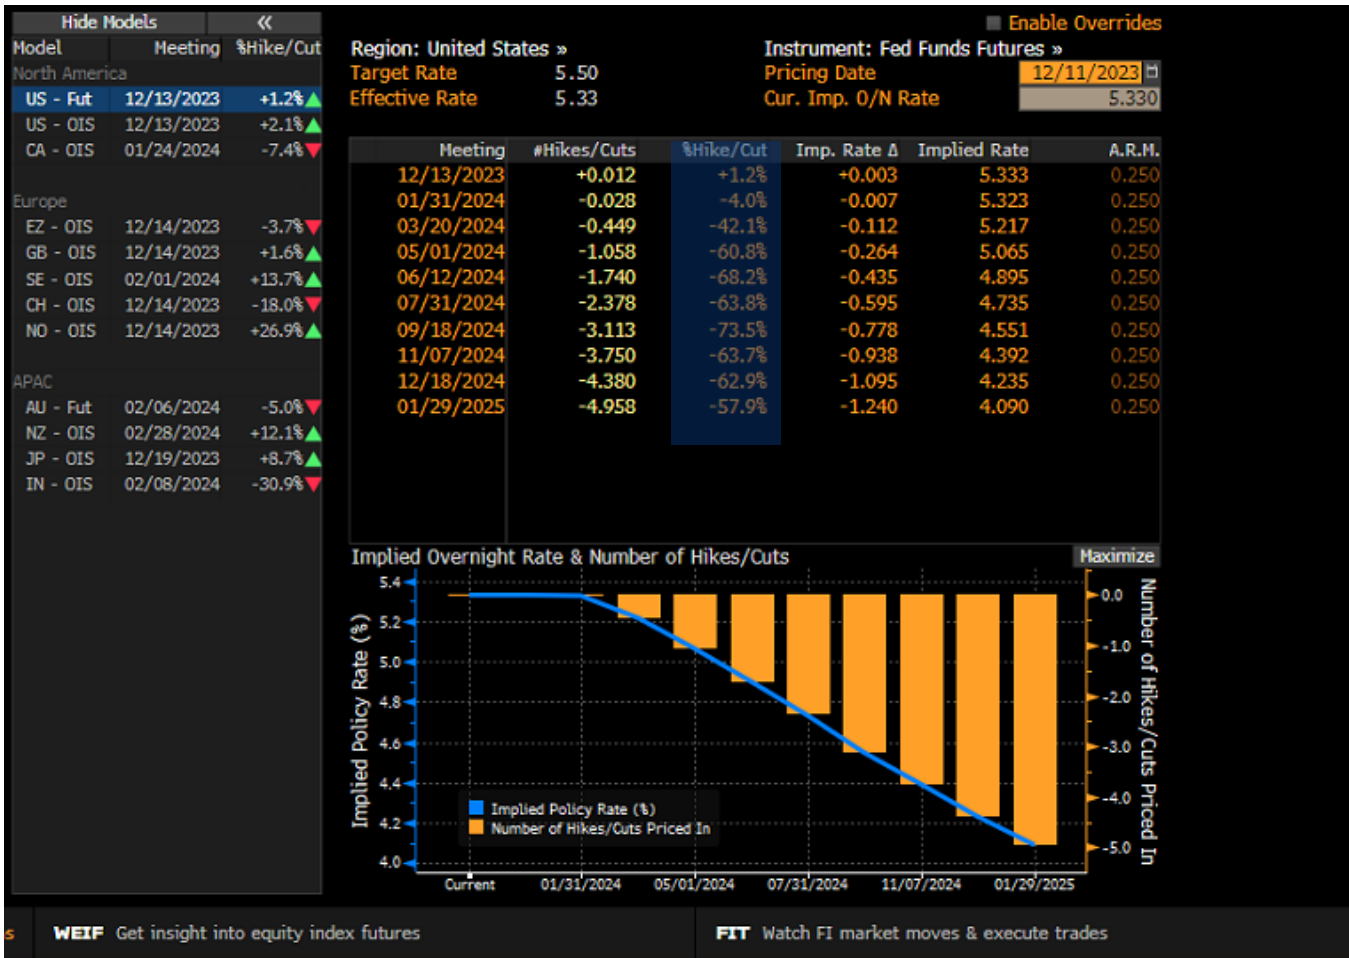 Hide Models «
Model Meeting %Hike/Cut
North America
US - Fut 12/13/2023 +1.2%
US - OIS 12/13/2023 +2.1%
CA - OIS 01/24/2024 -7.4%
Europe
EZ - OIS 12/14/2023 -3.7%
GB - OIS 12/14/2023 +1.6%
SE - OIS 02/01/2024 +13.7%
CH - OIS 12/14/2023 -18.0%
NO - OIS 12/14/2023 +26.9%
APAC
AU - Fut 02/06/2024 -5.0%
NZ - OIS 02/28/2024 +12.1%
JP - OIS 12/19/2023 +8.7%
IN - OIS 02/08/2024 -30.9%
Enable Overrides
Region: United States » Instrument: Fed Funds Futures »
Target Rate 5.50 Pricing Date 12/11/2023
Effective Rate 5.33 Cur. Imp. O/N Rate 5.330
Meeting #Hikes/Cuts %Hike/Cut Imp. Rate Δ Implied Rate A.R.M.
12/13/2023 +0.012 +1.2% +0.003 5.333 0.250
01/31/2024 -0.028 -4.0% -0.007 5.323 0.250
03/20/2024 -0.449 -42.1% -0.112 5.217 0.250
05/01/2024 -1.058 -60.8% -0.264 5.065 0.250
06/12/2024 -1.740 -68.2% -0.435 4.895 0.250
07/31/2024 -2.378 -63.8% -0.595 4.735 0.250
09/18/2024 -3.113 -73.5% -0.778 4.551 0.250
11/07/2024 -3.750 -63.7% -0.938 4.392 0.250
12/18/2024 -4.380 -62.9% -1.095 4.235 0.250
01/29/2025 -4.958 -57.9% -1.240 4.090 0.250
Implied Overnight Rate & Number of Hikes/Cuts Maximize
Implied Policy Rate (%)
5.4
5.2
5.0
4.8
4.6
4.4
4.2
4.0
Implied Policy Rate (%)
Number of Hikes/Cuts Priced In
0.0
-1.0
-2.0
-3.0
-4.0
-5.0
Number of Hikes/Cuts Priced In
Current 01/31/2024 05/01/2024 07/31/2024 11/07/2024 01/29/2025
s WEIF Get insight into equity index futures FIT Watch FI market moves & execute trades